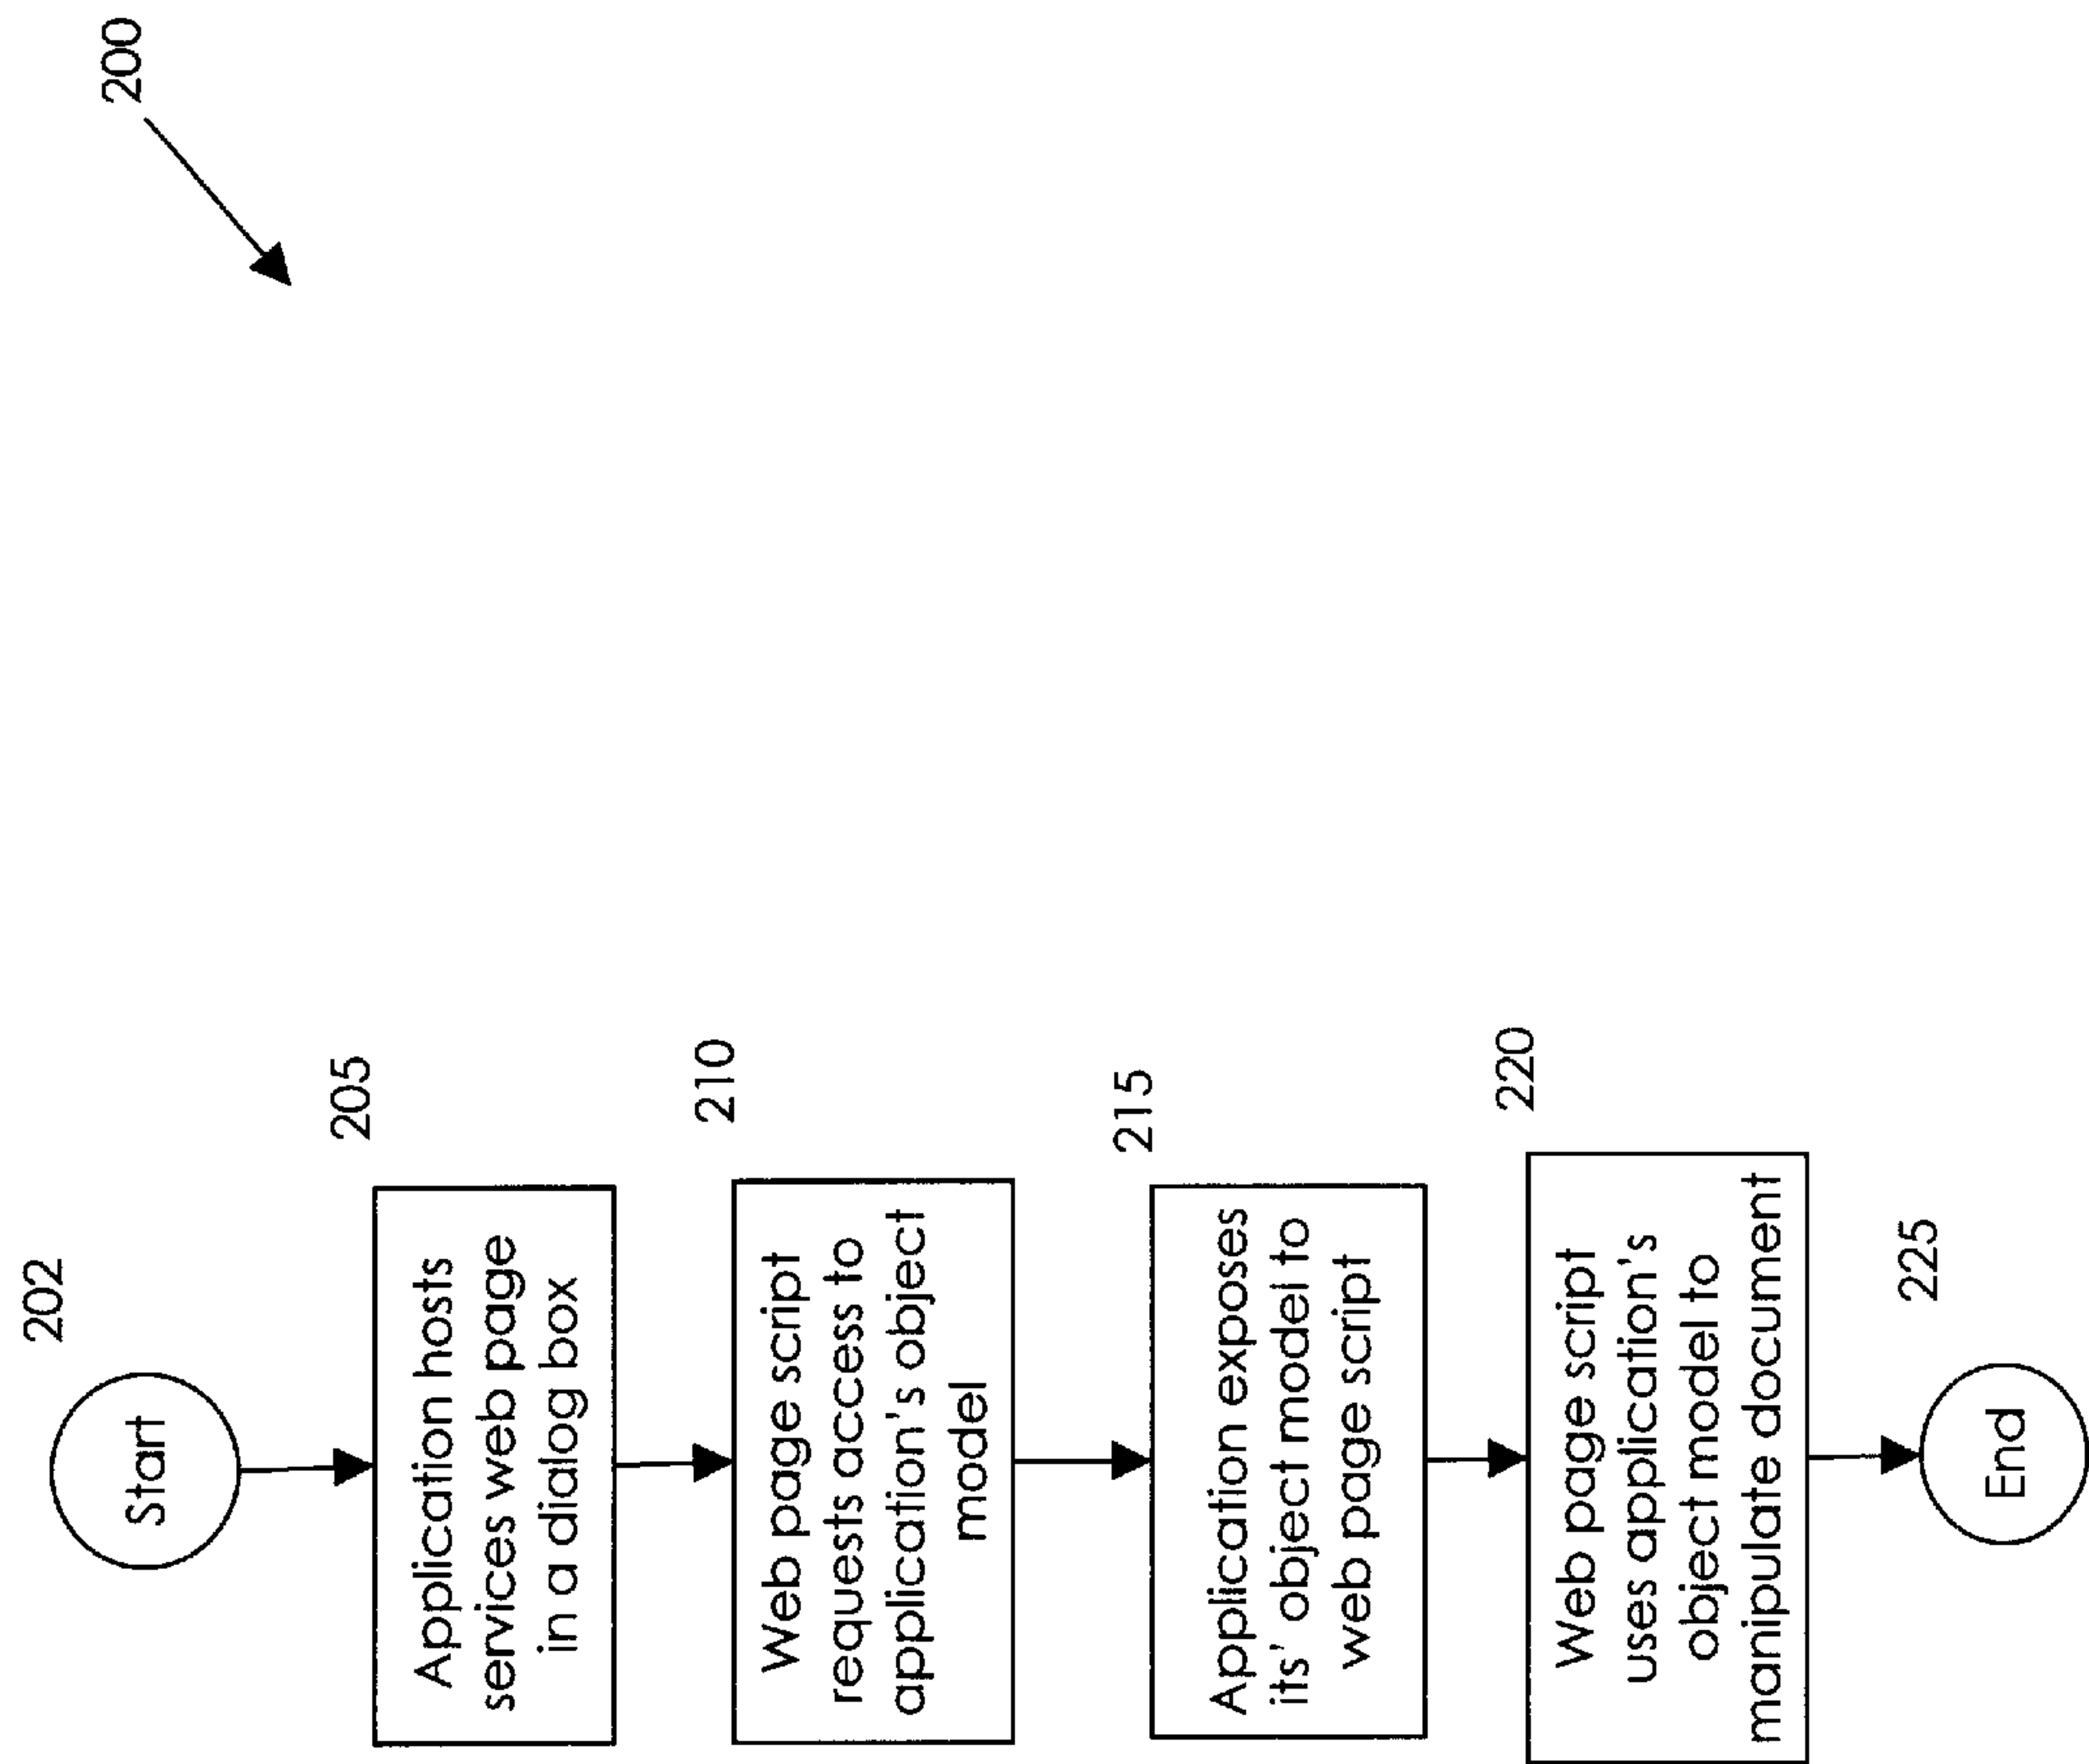 200
202
Start
205
Application hosts
services web page
in a dialog box
210
Web page script
requests access to
application's object
model
215
Application exposes
its' object model to
web page script
220
Web page script
uses application's
object model to
manipulate document
225
End